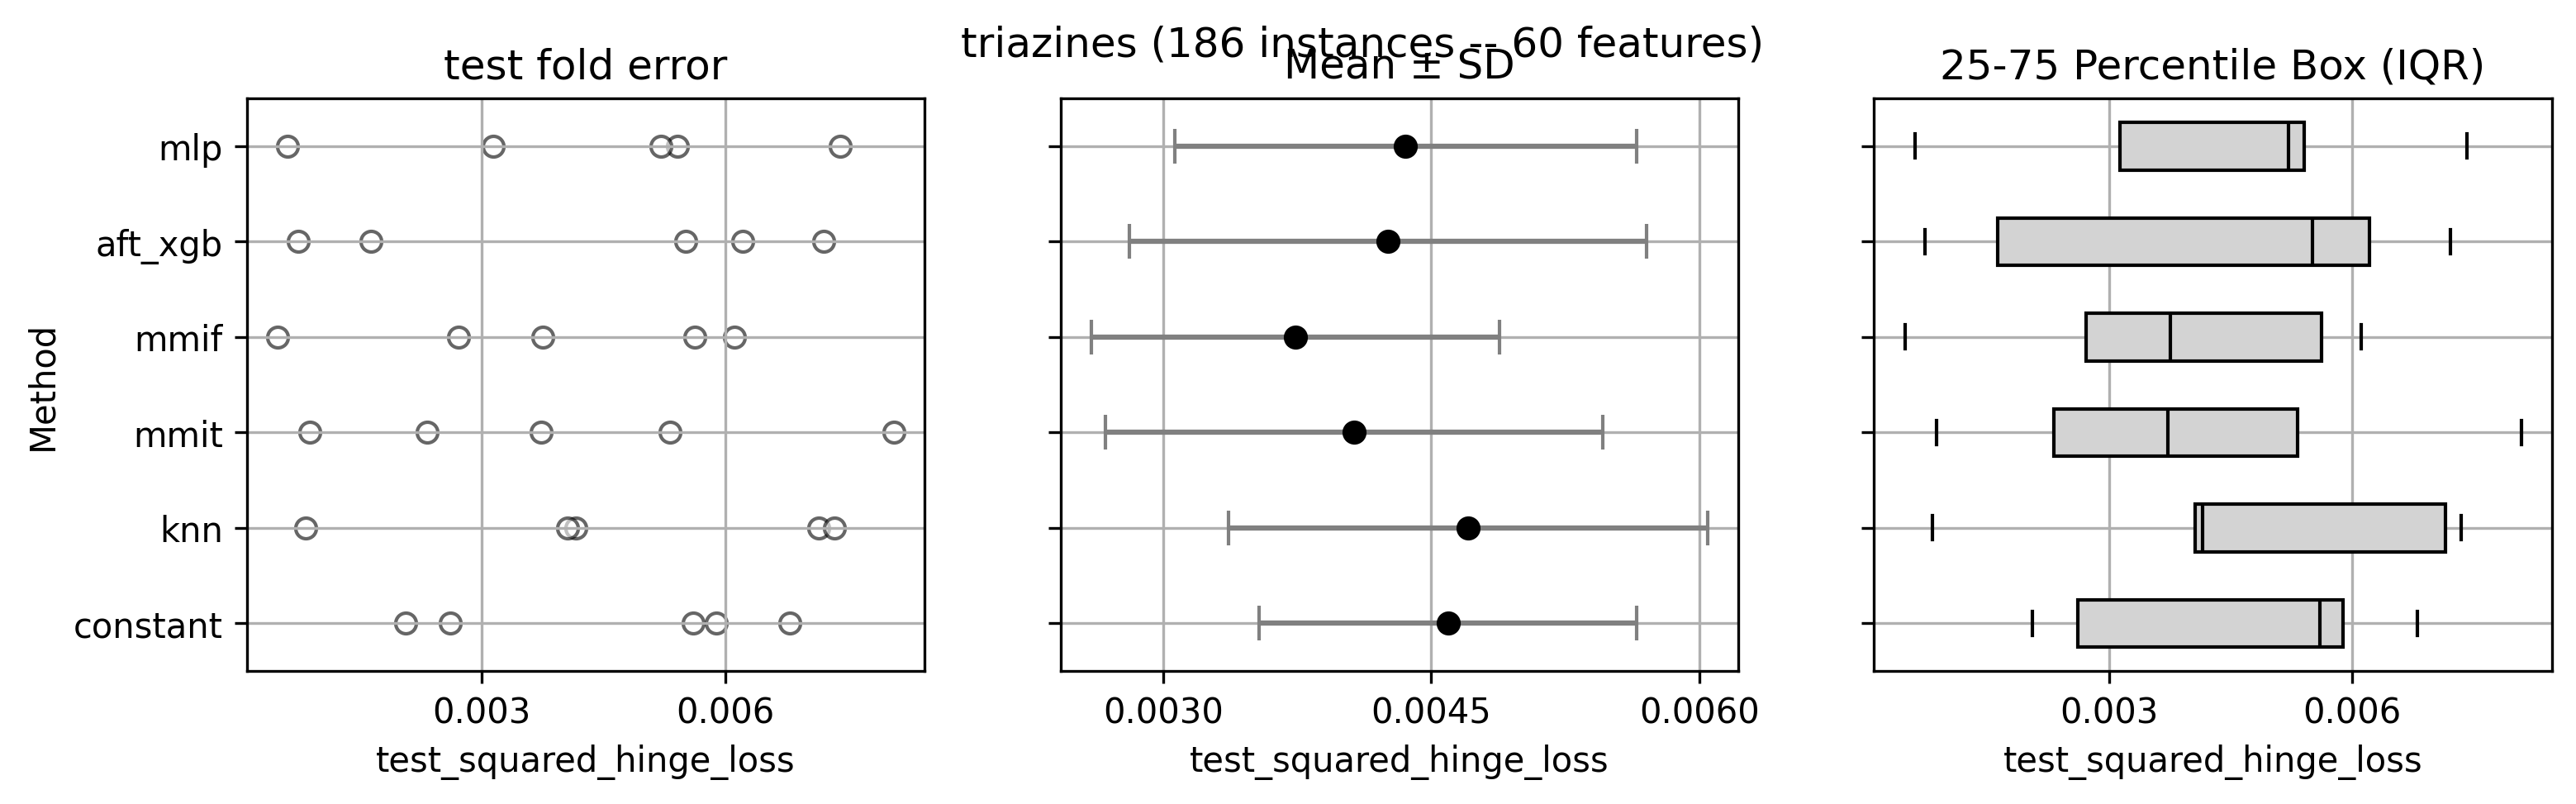 triazines (186 instances -- 60 features)
test fold error
Mean ± SD
25-75 Percentile Box (IQR)
Method
mlp
aft_xgb
mmif
mmit
knn
constant
0.003 0.006
0.0030 0.0045 0.0060
0.003 0.006
test_squared_hinge_loss
test_squared_hinge_loss
test_squared_hinge_loss